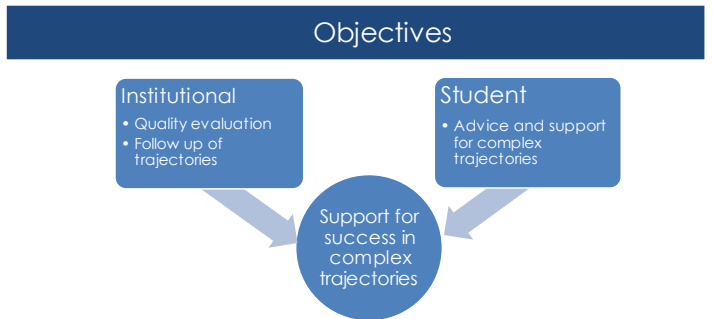 Objectives
Institutional
• Quality evaluation
• Follow up of
trajectories
Student
• Advice and support
for complex
trajectories
Support for
success in
complex
trajectories